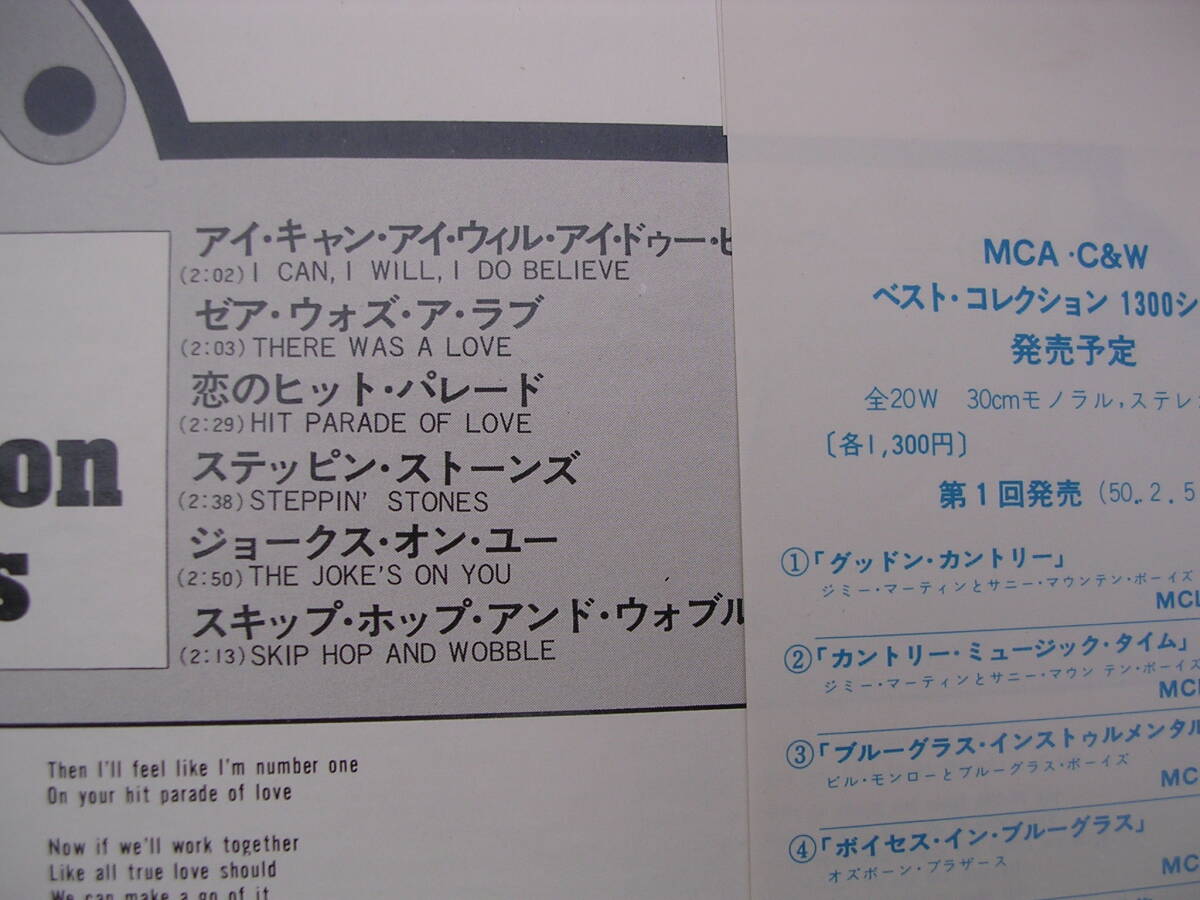 アイ・キャン・アイ・ウィル・アイ・ドゥー・ビ
(2:02) I CAN, I WILL, I DO BELIEVE
ゼア・ウォズ・ア・ラブ
(2:03) THERE WAS A LOVE
恋のヒット・パレード
(2:29) HIT PARADE OF LOVE
ステッピン・ストーンズ
(2:38) STEPPIN' STONES
ジョークス・オン・ユー
(2:50) THE JOKE'S ON YOU
スキップ・ホップ・アンド・ウォブル
(2:13) SKIP HOP AND WOBBLE
on
s
Then I'll feel like I'm number one
On your hit parade of love
Now if we'll work together
Like all true love should
We can make a go of it
MCA・C&W
ベスト・コレクション 1300シ
発売予定
全20W 30cmモノラル,ステレ
〔各1,300円〕
第1回発売 (50.2.5
①「グッドン・カントリー」
ジミー・マーティンとサニー・マウンテン・ボーイズ
MCL
②「カントリー・ミュージック・タイム」
ジミー・マーティンとサニー・マウン テン・ボーイズ
MCL
③「ブルーグラス・インストゥルメンタル
ビル・モンローとブルーグラス・ボーイズ
MC
④「ボイセス・イン・ブルーグラス」
オズボーン・ブラザース
MC